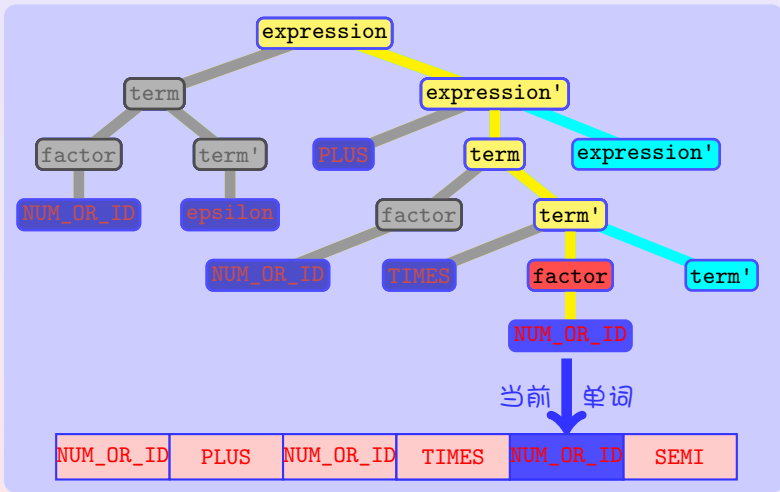 expression
term expression'
factor term' PLUS term expression'
NUM_OR_ID epsilon factor term'
NUM_OR_ID TIMES factor term'
NUM_OR_ID
当前 单词
NUM_OR_ID PLUS NUM_OR_ID TIMES NUM_OR_ID SEMI